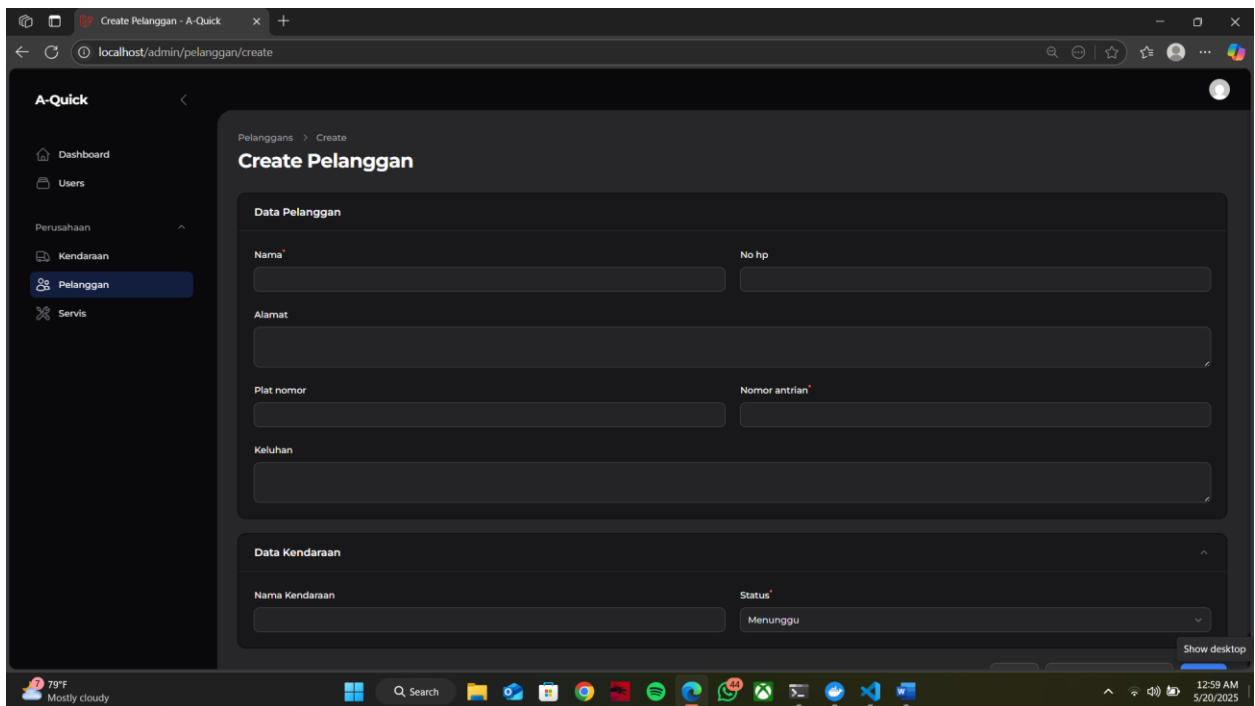 Create Pelanggan - A-Quick
localhost/admin/pelanggan/create
A-Quick
Dashboard
Users
Perusahaan
Kendaraan
Pelanggan
Servis
Pelanggans > Create
Create Pelanggan
Data Pelanggan
Nama* No hp
Alamat
Plat nomor Nomor antrian*
Keluhan
Data Kendaraan
Nama Kendaraan Status*
Menunggu
Show desktop
7 79°F
Mostly cloudy
Search
44
12:59 AM
5/20/2025